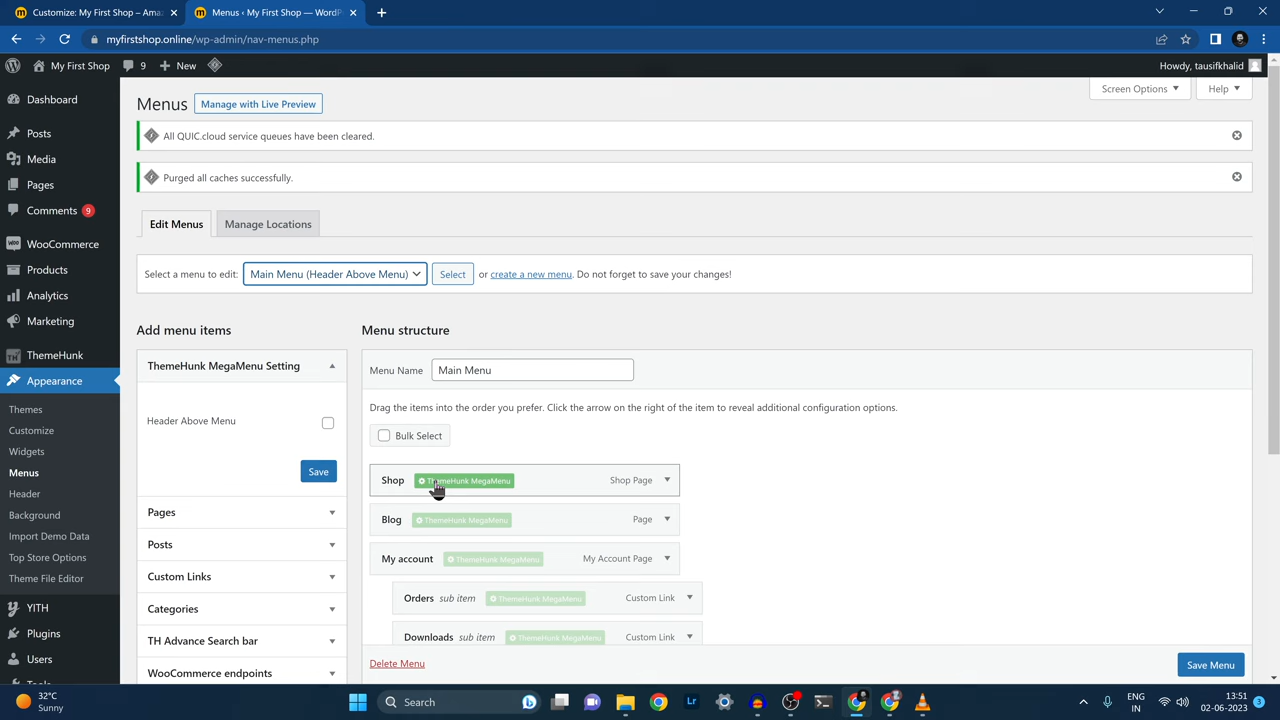 Customize: My First Shop – Amaz
Menus ‹ My First Shop — WordP
myfirstshop.online/wp-admin/nav-menus.php
My First Shop
9
New
Howdy, tausifkhalid
Dashboard
Posts
Media
Pages
Comments 9
WooCommerce
Products
Analytics
Marketing
ThemeHunk
Appearance
Themes
Customize
Widgets
Menus
Header
Background
Import Demo Data
Top Store Options
Theme File Editor
YITH
Plugins
Users
Screen Options
Help
Menus
Manage with Live Preview
All QUIC.cloud service queues have been cleared.
Purged all caches successfully.
Edit Menus
Manage Locations
Select a menu to edit: Main Menu (Header Above Menu) Select or create a new menu. Do not forget to save your changes!
Add menu items
ThemeHunk MegaMenu Setting
Header Above Menu
Save
Pages
Posts
Custom Links
Categories
TH Advance Search bar
WooCommerce endpoints
Menu structure
Menu Name Main Menu
Drag the items into the order you prefer. Click the arrow on the right of the item to reveal additional configuration options.
Bulk Select
Shop ThemeHunk MegaMenu Shop Page
Blog ThemeHunk MegaMenu Page
My account ThemeHunk MegaMenu My Account Page
Orders sub item ThemeHunk MegaMenu Custom Link
Downloads sub item ThemeHunk MegaMenu Custom Link
Delete Menu
Save Menu
32°C
Sunny
Search
ENG
IN
13:51
02-06-2023
3